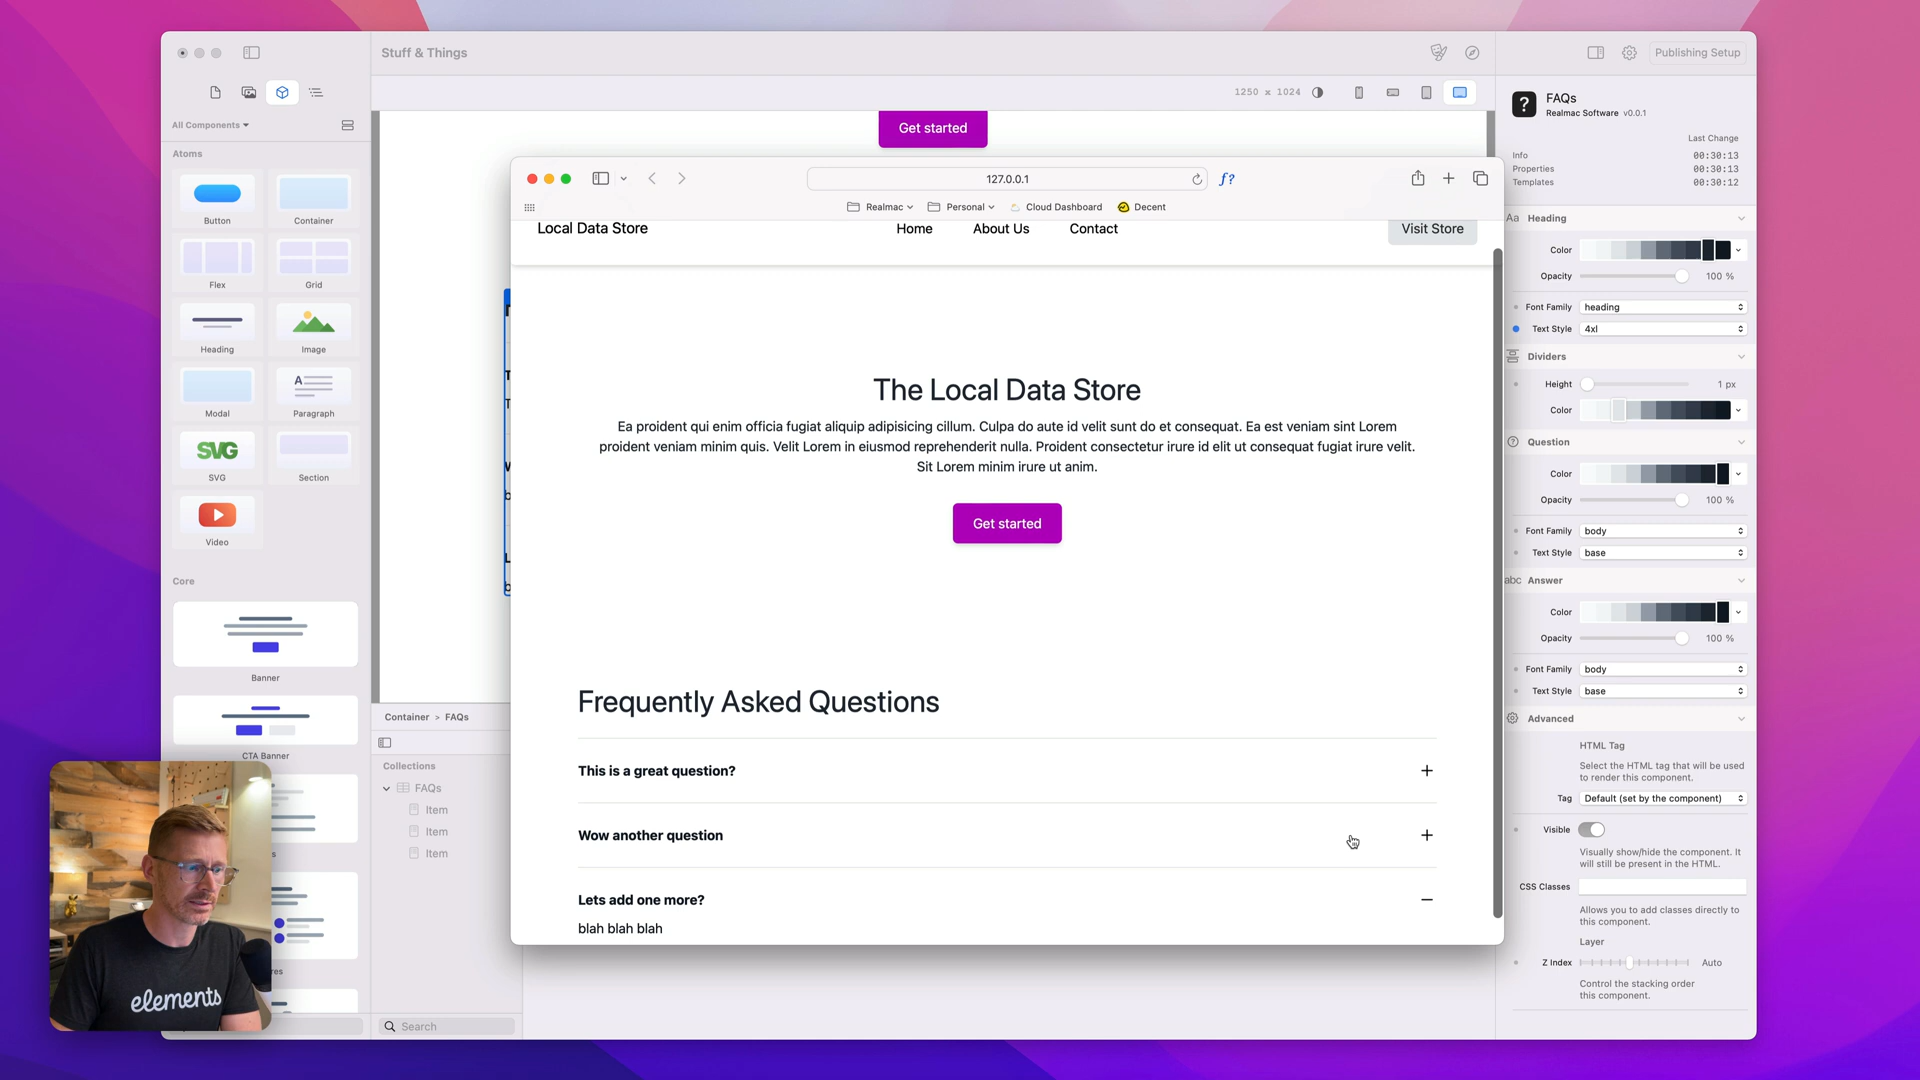 Stuff & Things
Publishing Setup
All Components
1250 x 1024
Atoms
Button
Container
Flex
Grid
Heading
Image
Modal
Paragraph
SVG
SVG
Section
Video
Core
Banner
CTA Banner
Get started
127.0.0.1
f?
Realmac
Personal
Cloud Dashboard
Decent
Local Data Store
Home
About Us
Contact
Visit Store
The Local Data Store
Ea proident qui enim officia fugiat aliquip adipisicing cillum. Culpa do aute id velit sunt do et consequat. Ea est veniam sint Lorem
proident veniam minim quis. Velit Lorem in eiusmod reprehenderit nulla. Proident consectetur irure id elit ut consequat fugiat irure velit.
Sit Lorem minim irure ut anim.
Get started
Frequently Asked Questions
This is a great question?
Wow another question
Lets add one more?
blah blah blah
Container > FAQs
Collections
FAQs
Item
Item
Item
Search
elements
FAQs
Realmac Software v0.0.1
Last Change
Info 00:30:13
Properties 00:30:13
Templates 00:30:12
Aa Heading
Color
Opacity 100 %
Font Family heading
Text Style 4xl
Dividers
Height 1 px
Color
Question
Color
Opacity 100 %
Font Family body
Text Style base
abc Answer
Color
Opacity 100 %
Font Family body
Text Style base
Advanced
HTML Tag
Select the HTML tag that will be used
to render this component.
Tag Default (set by the component)
Visible
Visually show/hide the component. It
will still be present in the HTML.
CSS Classes
Allows you to add classes directly to
this component.
Layer
Z Index Auto
Control the stacking order
this component.